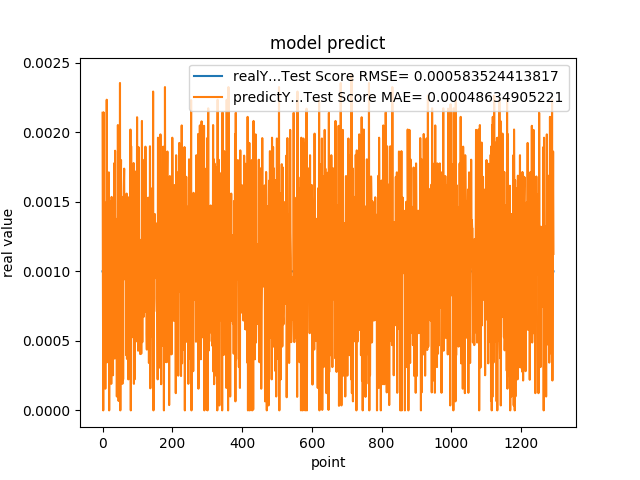 model predict
realY...Test Score RMSE= 0.000583524413817
predictY...Test Score MAE= 0.00048634905221
0.0025
0.0020
0.0015
0.0010
0.0005
0.0000
real value
0 200 400 600 800 1000 1200
point